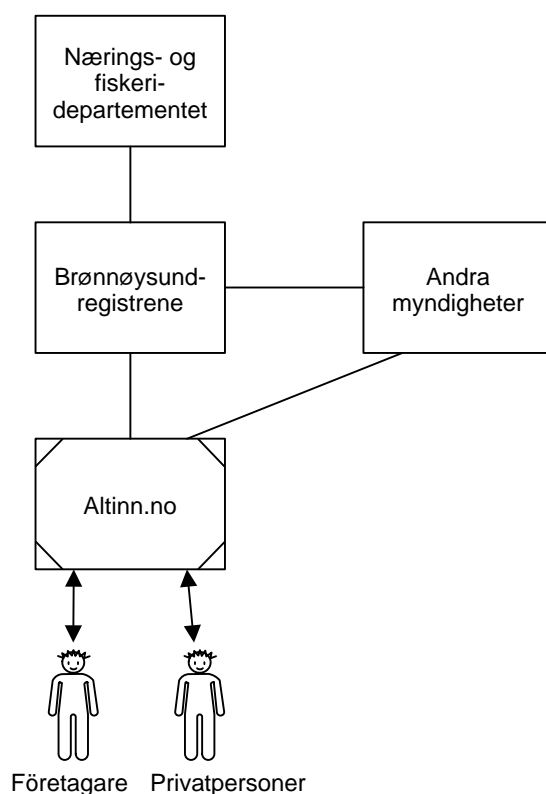 Nærings- og
fiskeri-
departementet
Brønnøysund-
registrene
Andra
myndigheter
Altinn.no
Företagare
Privatpersoner